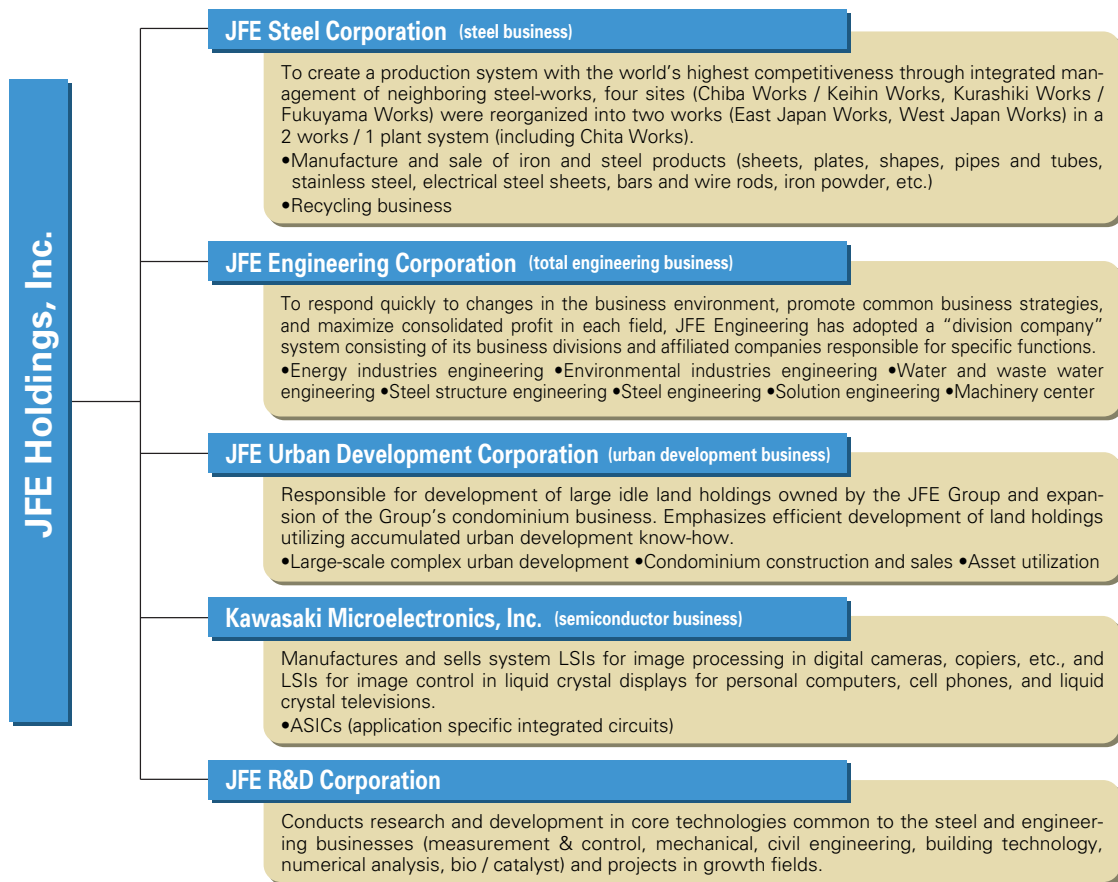 JFE Holdings, Inc.
JFE Steel Corporation (steel business)
To create a production system with the world's highest competitiveness through integrated man-
agement of neighboring steel-works, four sites (Chiba Works / Keihin Works, Kurashiki Works /
Fukuyama Works) were reorganized into two works (East Japan Works, West Japan Works) in a
2 works / 1 plant system (including Chita Works).
•Manufacture and sale of iron and steel products (sheets, plates, shapes, pipes and tubes,
stainless steel, electrical steel sheets, bars and wire rods, iron powder, etc.)
•Recycling business
JFE Engineering Corporation (total engineering business)
To respond quickly to changes in the business environment, promote common business strategies,
and maximize consolidated profit in each field, JFE Engineering has adopted a “division company”
system consisting of its business divisions and affiliated companies responsible for specific functions.
•Energy industries engineering •Environmental industries engineering •Water and waste water
engineering •Steel structure engineering •Steel engineering •Solution engineering •Machinery center
JFE Urban Development Corporation (urban development business)
Responsible for development of large idle land holdings owned by the JFE Group and expan-
sion of the Group's condominium business. Emphasizes efficient development of land holdings
utilizing accumulated urban development know-how.
•Large-scale complex urban development •Condominium construction and sales •Asset utilization
Kawasaki Microelectronics, Inc. (semiconductor business)
Manufactures and sells system LSIs for image processing in digital cameras, copiers, etc., and
LSIs for image control in liquid crystal displays for personal computers, cell phones, and liquid
crystal televisions.
•ASICs (application specific integrated circuits)
JFE R&D Corporation
Conducts research and development in core technologies common to the steel and engineer-
ing businesses (measurement & control, mechanical, civil engineering, building technology,
numerical analysis, bio / catalyst) and projects in growth fields.